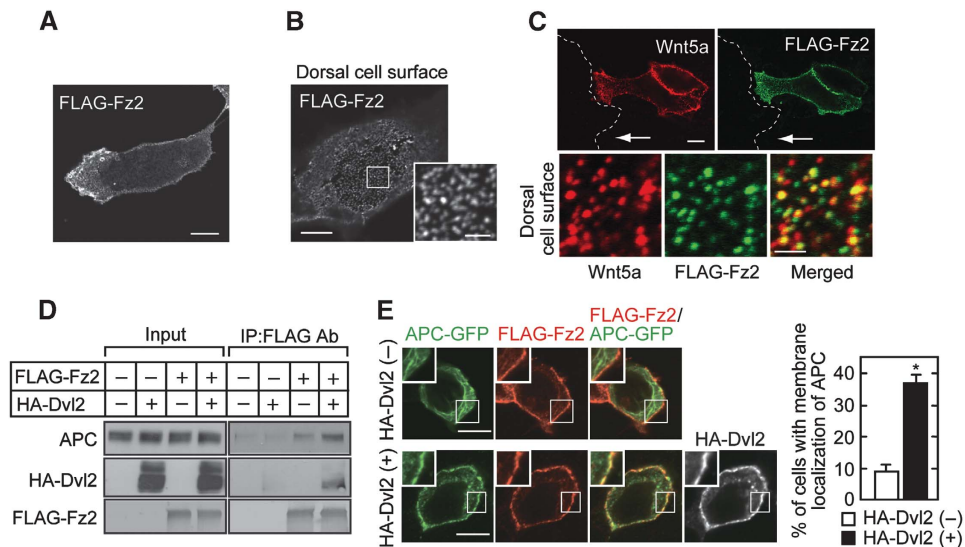 A
FLAG-Fz2
B
Dorsal cell surface
FLAG-Fz2
C
Wnt5a
FLAG-Fz2
Dorsal
cell surface
Wnt5a FLAG-Fz2 Merged
D
Input IP:FLAG Ab
FLAG-Fz2 – – + + – – + +
HA-Dvl2 – + – + – + – +
APC
HA-Dvl2
FLAG-Fz2
E
FLAG-Fz2/
APC-GFP FLAG-Fz2 APC-GFP
HA-Dvl2 (–)
HA-Dvl2
HA-Dvl2 (+)
% of cells with membrane
localization of APC
40
30
20
10
0
*
HA-Dvl2 (–)
HA-Dvl2 (+)